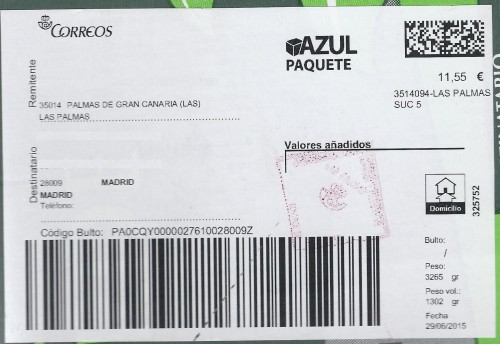 CORREOS
AZUL
PAQUETE
11,55 €
3514094-LAS PALMAS
SUC 5
Remitente
35014 PALMAS DE GRAN CANARIA (LAS)
LAS PALMAS
Valores añadidos
Destinatario
28009 MADRID
MADRID
Teléfono:
Domicilio
325752
Código Bulto: PA0CQY0000027610028009Z
Bulto:
/
Peso:
3265 gr
Peso vol.:
1302 gr
Fecha
29/06/2015